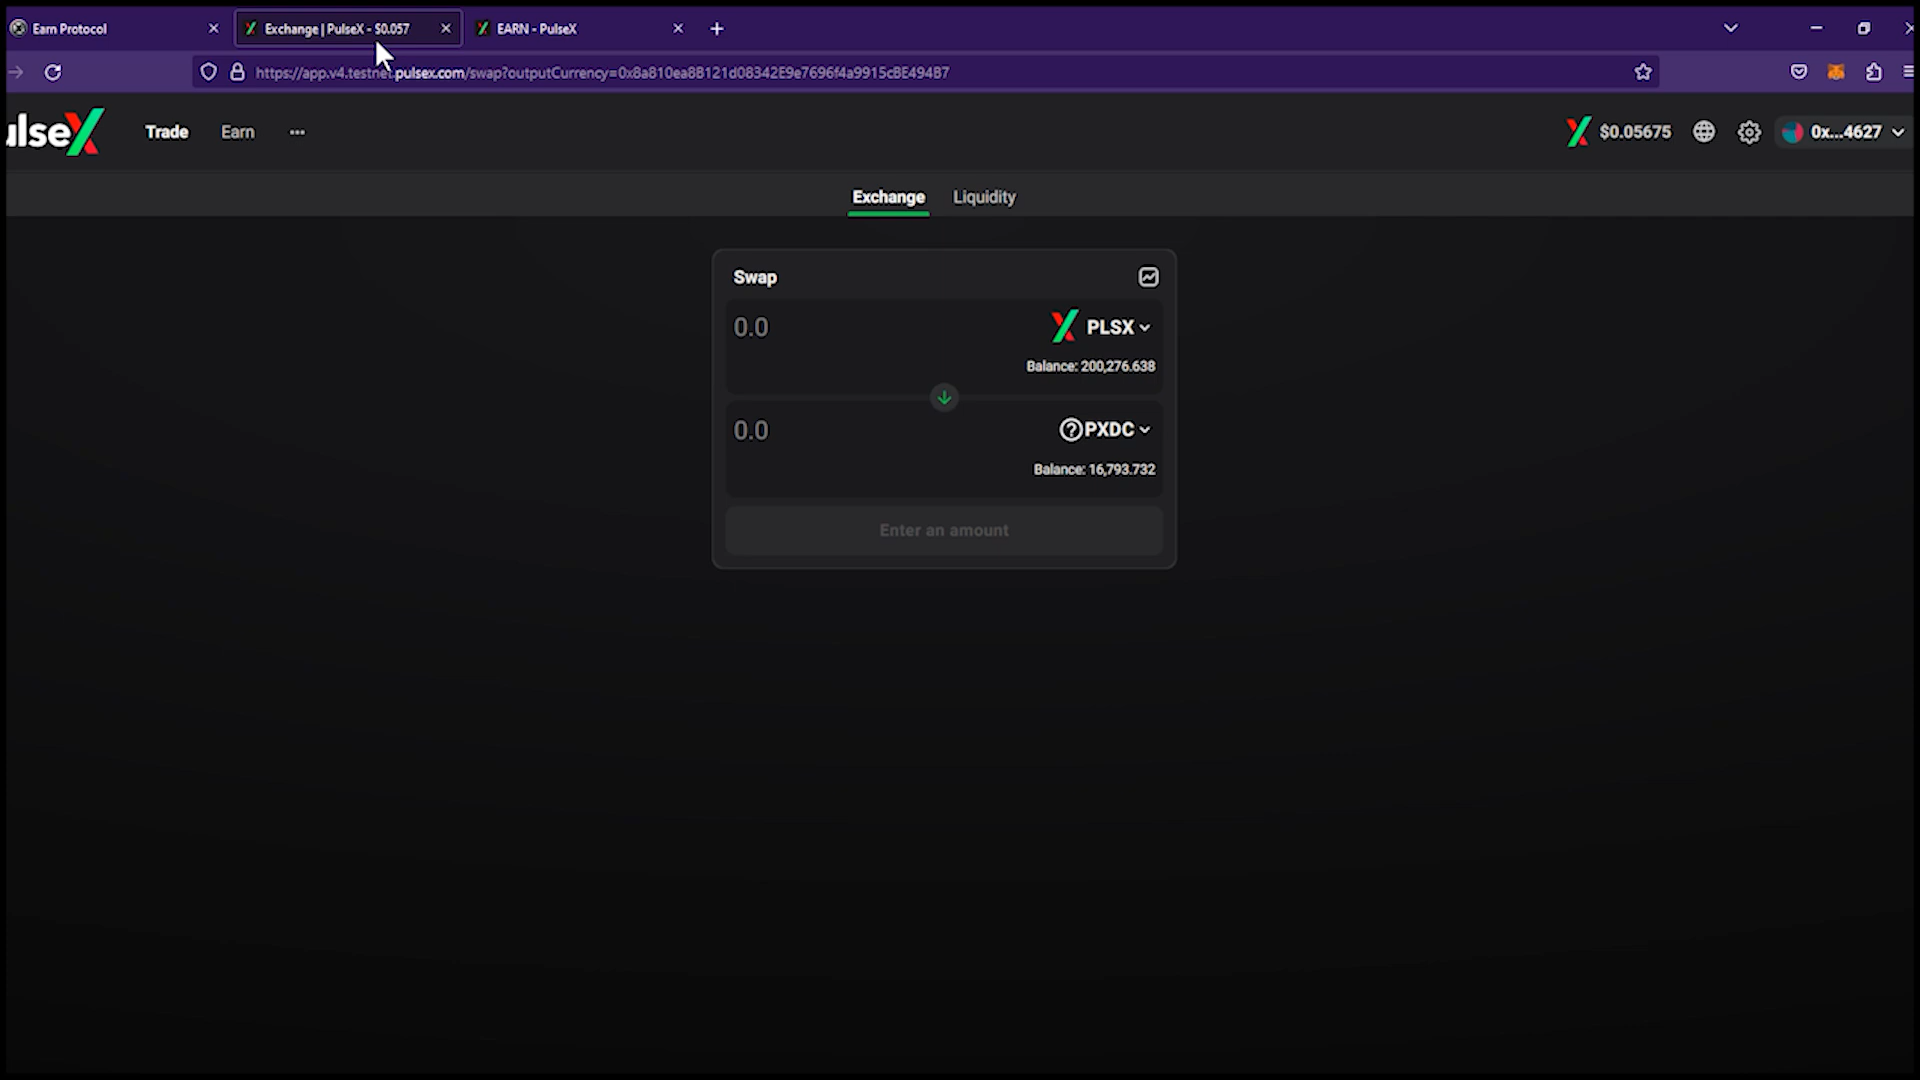 Earn Protocol
Exchange | PulseX - $0.057
EARN - PulseX
https://app.v4.testnet.pulsex.com/swap?outputCurrency=0x8a810ea8B121d08342E9e7696f4a9915cBE49487
ulseX
Trade
Earn
$0.05675
0x...4627
Exchange
Liquidity
Swap
0.0
PLSX
Balance: 200,276.638
0.0
PXDC
Balance: 16,793.732
Enter an amount